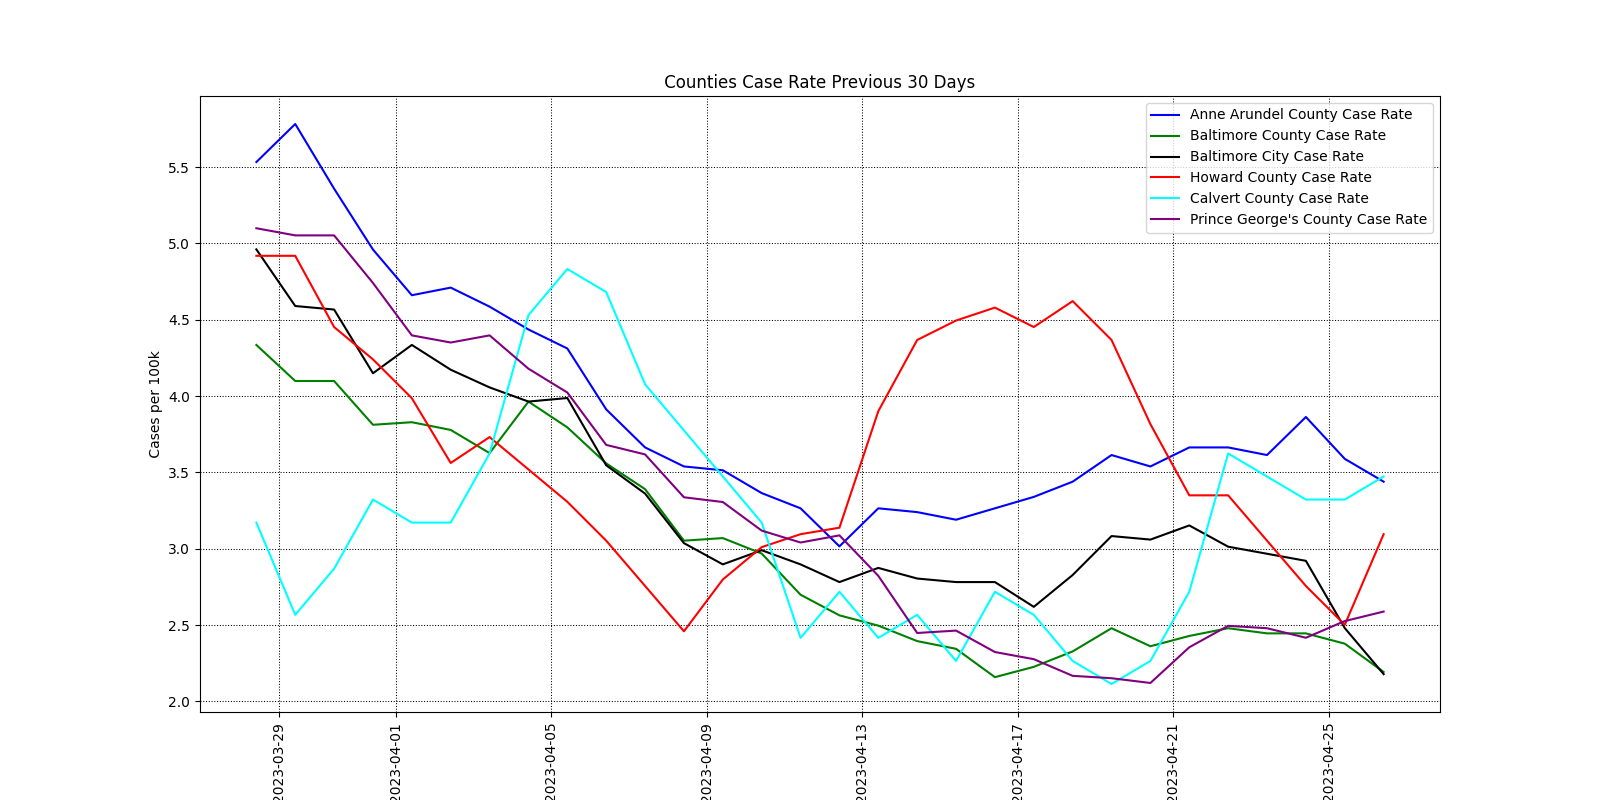 Counties Case Rate Previous 30 Days
Anne Arundel County Case Rate
Baltimore County Case Rate
Baltimore City Case Rate
Howard County Case Rate
Calvert County Case Rate
Prince George's County Case Rate
Cases per 100k
5.5
5.0
4.5
4.0
3.5
3.0
2.5
2.0
2023-03-29
2023-04-01
2023-04-05
2023-04-09
2023-04-13
2023-04-17
2023-04-21
2023-04-25